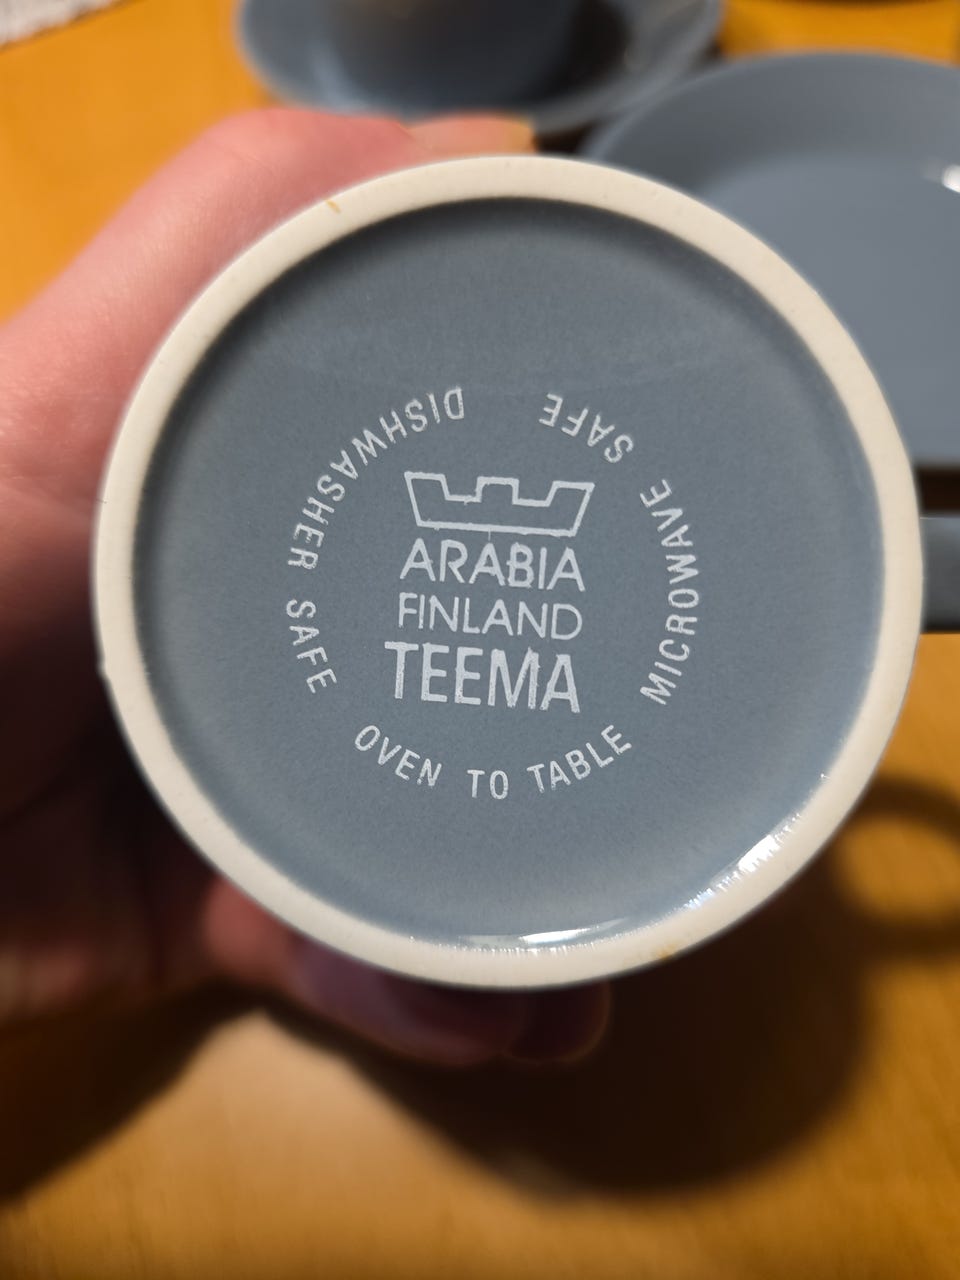 ARABIA
FINLAND
TEEMA
DISHWASHER SAFE
OVEN TO TABLE
MICROWAVE SAFE